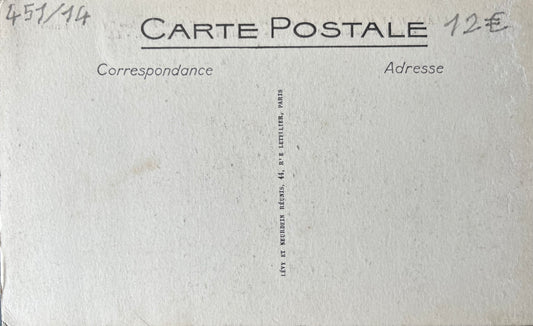 451/14
CARTE POSTALE
12€
Correspondance
Adresse
LÉVY ET NEURDEIN RÉUNIS, 44, RUE LETELLIER, PARIS